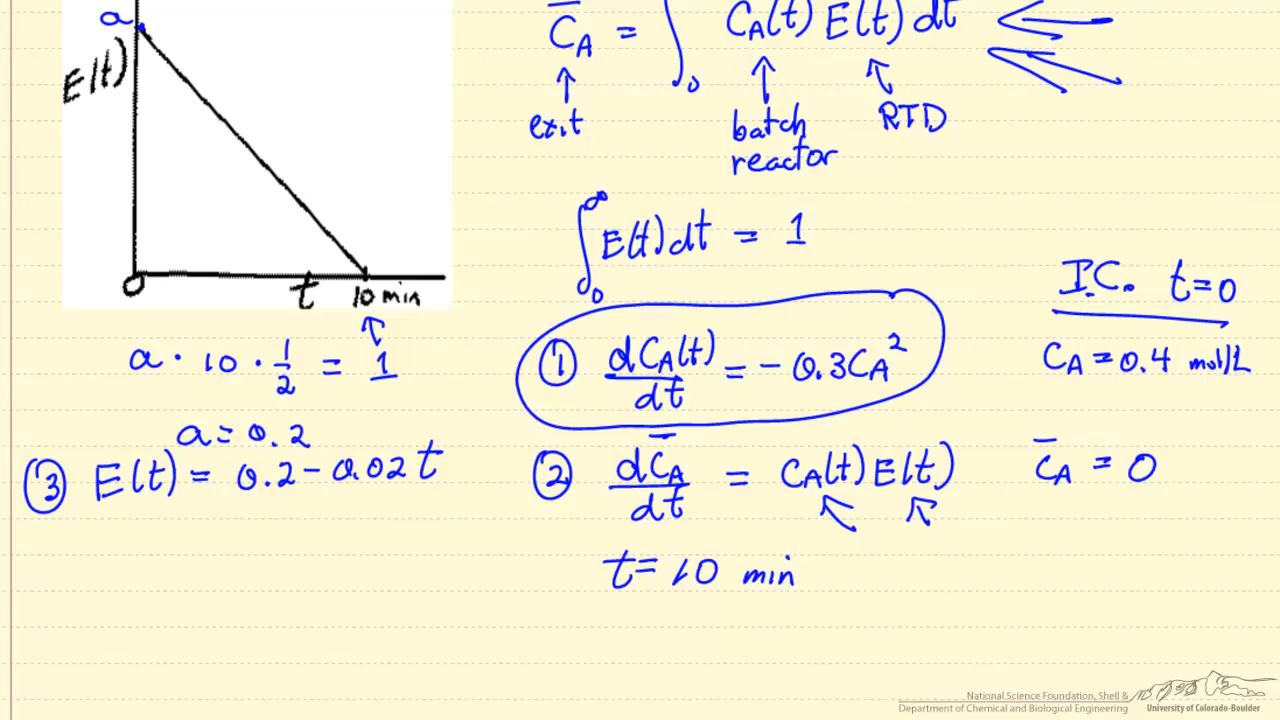 a
E(t)
0 t 10 min
C̄A = ∫0 CA(t) E(t) dt
exit batch reactor RTD
∫0^∞ E(t) dt = 1
I.C. t=0
a · 10 · 1/2 = 1
① dCA(t)/dt = - 0.3CA²
CA = 0.4 mol/L
a = 0.2
③ E(t) = 0.2 - 0.02 t
② dC̄A/dt = CA(t) E(t)
C̄A = 0
t = 10 min
National Science Foundation, Shell &
Department of Chemical and Biological Engineering
University of Colorado-Boulder